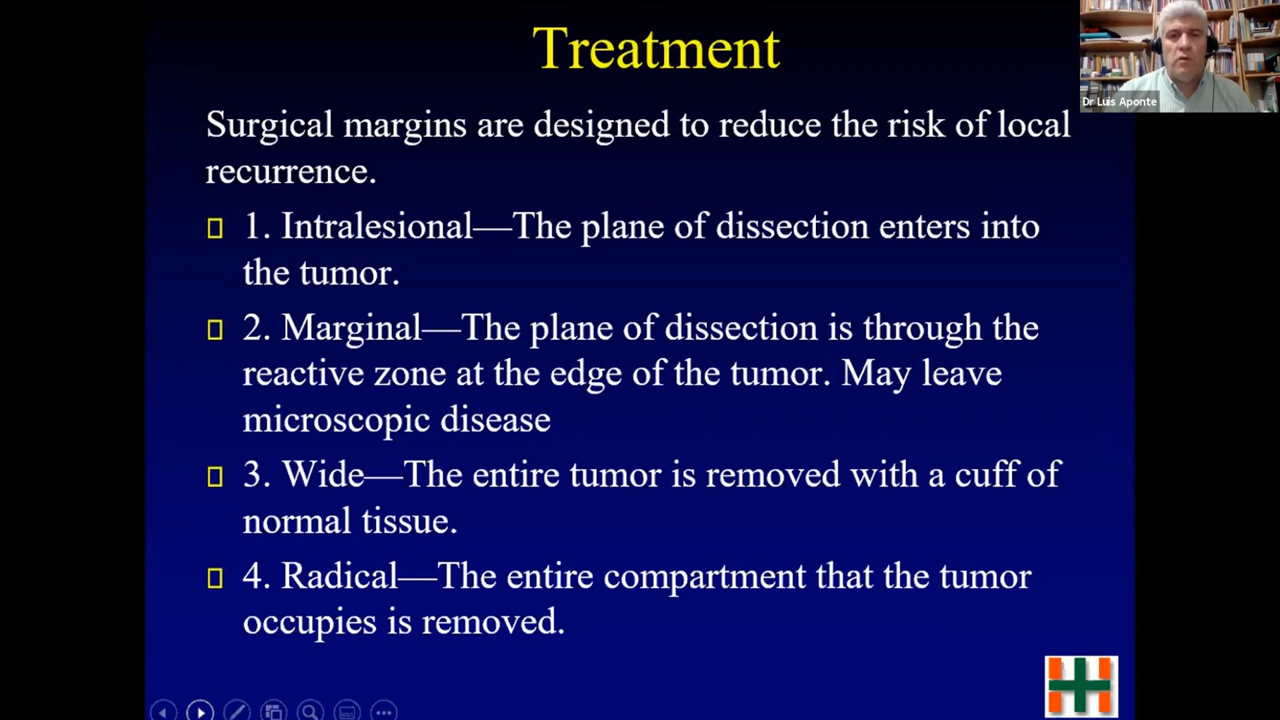 Treatment
Dr Luis Aponte
Surgical margins are designed to reduce the risk of local
recurrence.
1. Intralesional—The plane of dissection enters into
the tumor.
2. Marginal—The plane of dissection is through the
reactive zone at the edge of the tumor. May leave
microscopic disease
3. Wide—The entire tumor is removed with a cuff of
normal tissue.
4. Radical—The entire compartment that the tumor
occupies is removed.